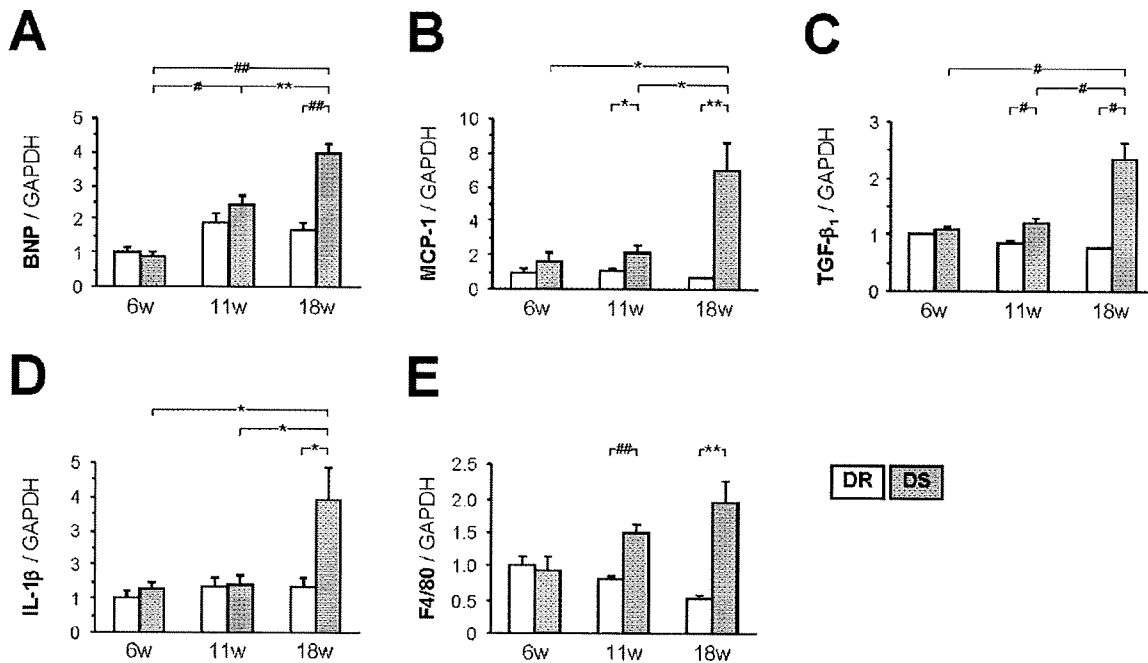 A
##
#
**
##
5
4
3
2
1
0
BNP / GAPDH
6w 11w 18w
B
*
*
*
**
10
8
6
4
2
0
MCP-1 / GAPDH
6w 11w 18w
C
#
#
#
#
3
2
1
0
TGF-β₁ / GAPDH
6w 11w 18w
D
*
*
*
5
4
3
3
1
0
IL-1β / GAPDH
6w 11w 18w
E
##
**
2.5
2.0
1.5
1.0
0.5
0
F4/80 / GAPDH
6w 11w 18w
DR DS